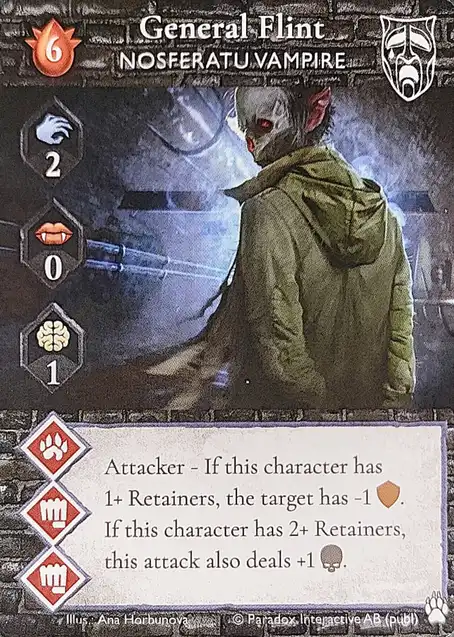 6
General Flint
NOSFERATU VAMPIRE
2
0
1
Attacker - If this character has
1+ Retainers, the target has -1 .
If this character has 2+ Retainers,
this attack also deals +1 .
Illus.: Ana Horbunova © Paradox Interactive AB (publ)